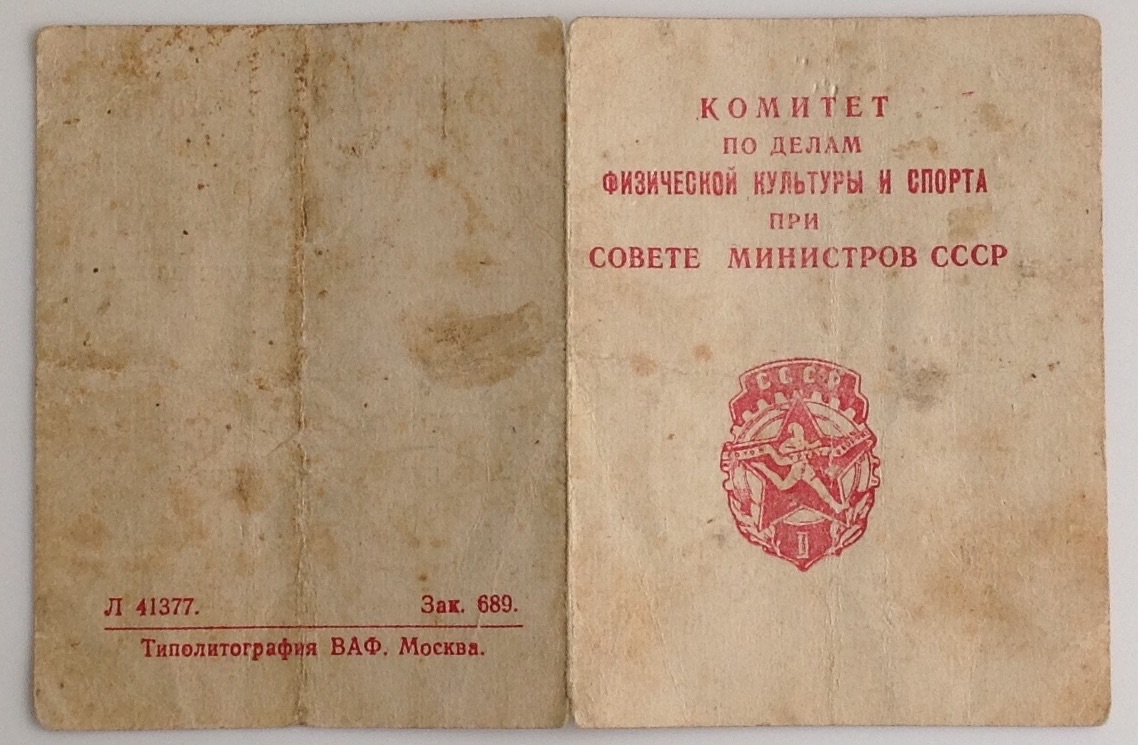 Л 41377. Зак. 689.
Типолитография ВАФ. Москва.
КОМИТЕТ
ПО ДЕЛАМ
ФИЗИЧЕСКОЙ КУЛЬТУРЫ И СПОРТА
ПРИ
СОВЕТЕ МИНИСТРОВ СССР
СССР
I